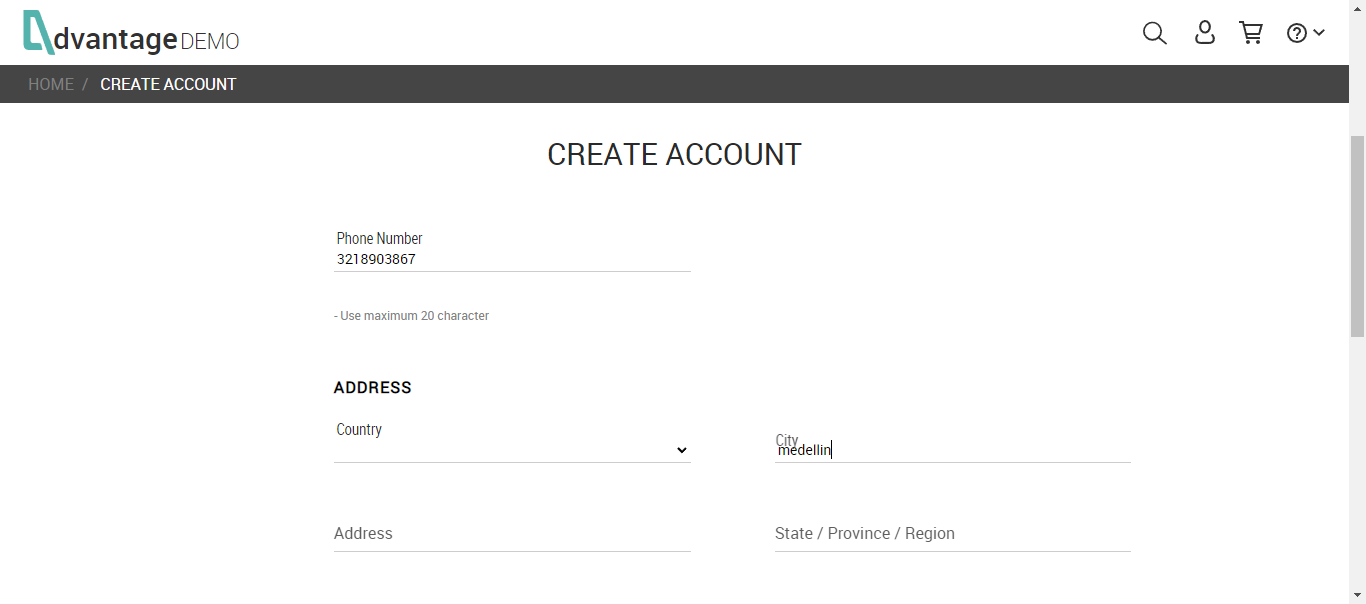 dvantage DEMO
HOME / CREATE ACCOUNT
CREATE ACCOUNT
Phone Number
3218903867
- Use maximum 20 character
ADDRESS
Country
City
medellin
Address
State / Province / Region